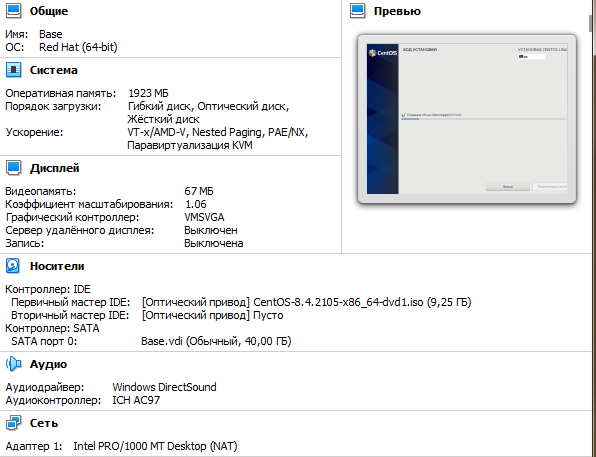 Общие
Имя: Base
ОС: Red Hat (64-bit)
Система
Оперативная память: 1923 МБ
Порядок загрузки: Гибкий диск, Оптический диск,
Жёсткий диск
Ускорение: VT-x/AMD-V, Nested Paging, PAE/NX,
Паравиртуализация KVM
Превью
CentOS
ХОД УСТАНОВКИ
УСТАНОВКА CENTOS LINU
Дисплей
Видеопамять: 67 МБ
Коэффициент масштабирования: 1.06
Графический контроллер: VMSVGA
Сервер удалённого дисплея: Выключен
Запись: Выключена
Носители
Контроллер: IDE
Первичный мастер IDE: [Оптический привод] CentOS-8.4.2105-x86_64-dvd1.iso (9,25 ГБ)
Вторичный мастер IDE: [Оптический привод] Пусто
Контроллер: SATA
SATA порт 0: Base.vdi (Обычный, 40,00 ГБ)
Аудио
Аудиодрайвер: Windows DirectSound
Аудиоконтроллер: ICH AC97
Сеть
Адаптер 1: Intel PRO/1000 MT Desktop (NAT)